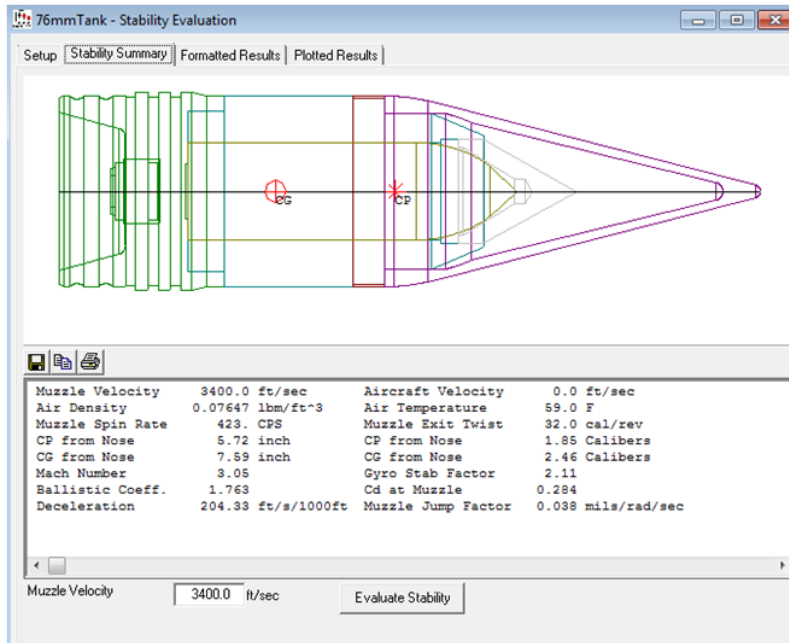 76mmTank - Stability Evaluation
Setup Stability Summary Formatted Results Plotted Results
CG CP
Muzzle Velocity 3400.0 ft/sec Aircraft Velocity 0.0 ft/sec
Air Density 0.07647 lbm/ft^3 Air Temperature 59.0 F
Muzzle Spin Rate 423. CPS Muzzle Exit Twist 32.0 cal/rev
CP from Nose 5.72 inch CP from Nose 1.85 Calibers
CG from Nose 7.59 inch CG from Nose 2.46 Calibers
Mach Number 3.05 Gyro Stab Factor 2.11
Ballistic Coeff. 1.763 Cd at Muzzle 0.284
Deceleration 204.33 ft/s/1000ft Muzzle Jump Factor 0.038 mils/rad/sec
Muzzle Velocity 3400.0 ft/sec Evaluate Stability